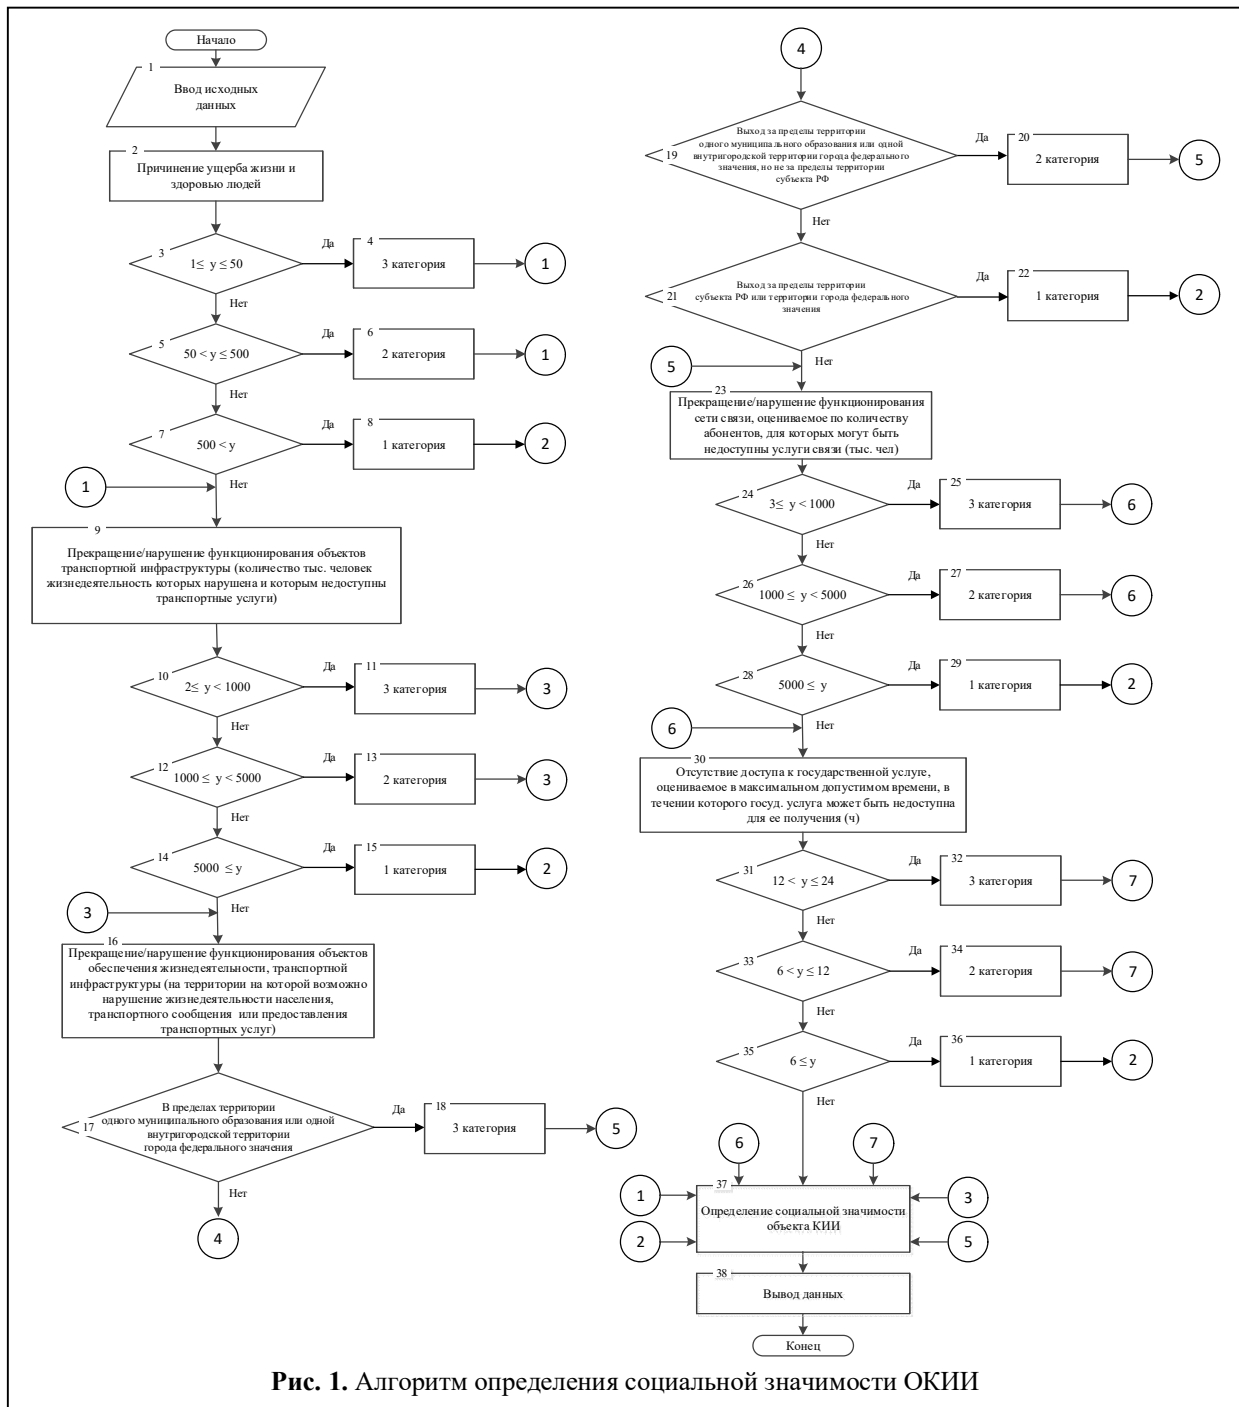 Начало
1
Ввод исходных
данных
2
Причинение ущерба жизни и
здоровью людей
3
1≤ y ≤ 50
Да
4
3 категория
1
Нет
5
50 < y ≤ 500
Да
6
2 категория
1
Нет
7
500 < y
Да
8
1 категория
2
Нет
1
9
Прекращение/нарушение функционирования объектов
транспортной инфраструктуры (количество тыс. человек
жизнедеятельность которых нарушена и которым недоступны
транспортные услуги)
10
2≤ y < 1000
Да
11
3 категория
3
Нет
12
1000 ≤ y < 5000
Да
13
2 категория
3
Нет
14
5000 ≤ y
Да
15
1 категория
2
Нет
3
16
Прекращение/нарушение функционирования объектов
обеспечения жизнедеятельности, транспортной
инфраструктуры (на территории на которой возможно
нарушение жизнедеятельности населения,
транспортного сообщения или предоставления
транспортных услуг)
17
В пределах территории
одного муниципального образования или одной
внутригородской территории
города федерального значения
Да
18
3 категория
5
Нет
4
4
19
Выход за пределы территории
одного муниципального образования или одной
внутригородской территории города федерального
значения, но не за пределы территории
субъекта РФ
Да
20
2 категория
5
Нет
21
Выход за пределы территории
субъекта РФ или территории города федерального
значения
Да
22
1 категория
2
Нет
5
23
Прекращение/нарушение функционирования
сети связи, оцениваемое по количеству
абонентов, для которых могут быть
недоступны услуги связи (тыс. чел)
24
3≤ y < 1000
Да
25
3 категория
6
Нет
26
1000 ≤ y < 5000
Да
27
2 категория
6
Нет
28
5000 ≤ y
Да
29
1 категория
2
Нет
6
30
Отсутствие доступа к государственной услуге,
оцениваемое в максимальном допустимом времени, в
течении которого госуд. услуга может быть недоступна
для ее получения (ч)
31
12 < y ≤ 24
Да
32
3 категория
7
Нет
33
6 < y ≤ 12
Да
34
2 категория
7
Нет
35
6 ≤ y
Да
36
1 категория
2
Нет
6
7
1
2
37
Определение социальной значимости
объекта КИИ
3
5
38
Вывод данных
Конец
Рис. 1. Алгоритм определения социальной значимости ОКИИ